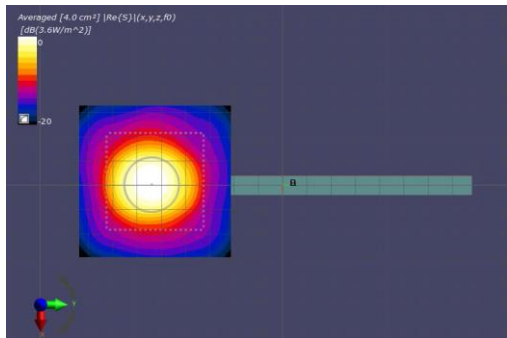 Averaged [4.0 cm²] |Re{S}|(x,y,z,f0)
[dB(3.6W/m^2)]
0
-20
Y